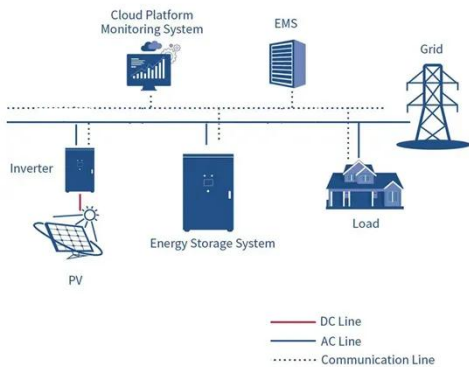 Cloud Platform
Monitoring System
EMS
Grid
Inverter
Energy Storage System
Load
PV
DC Line
AC Line
Communication Line